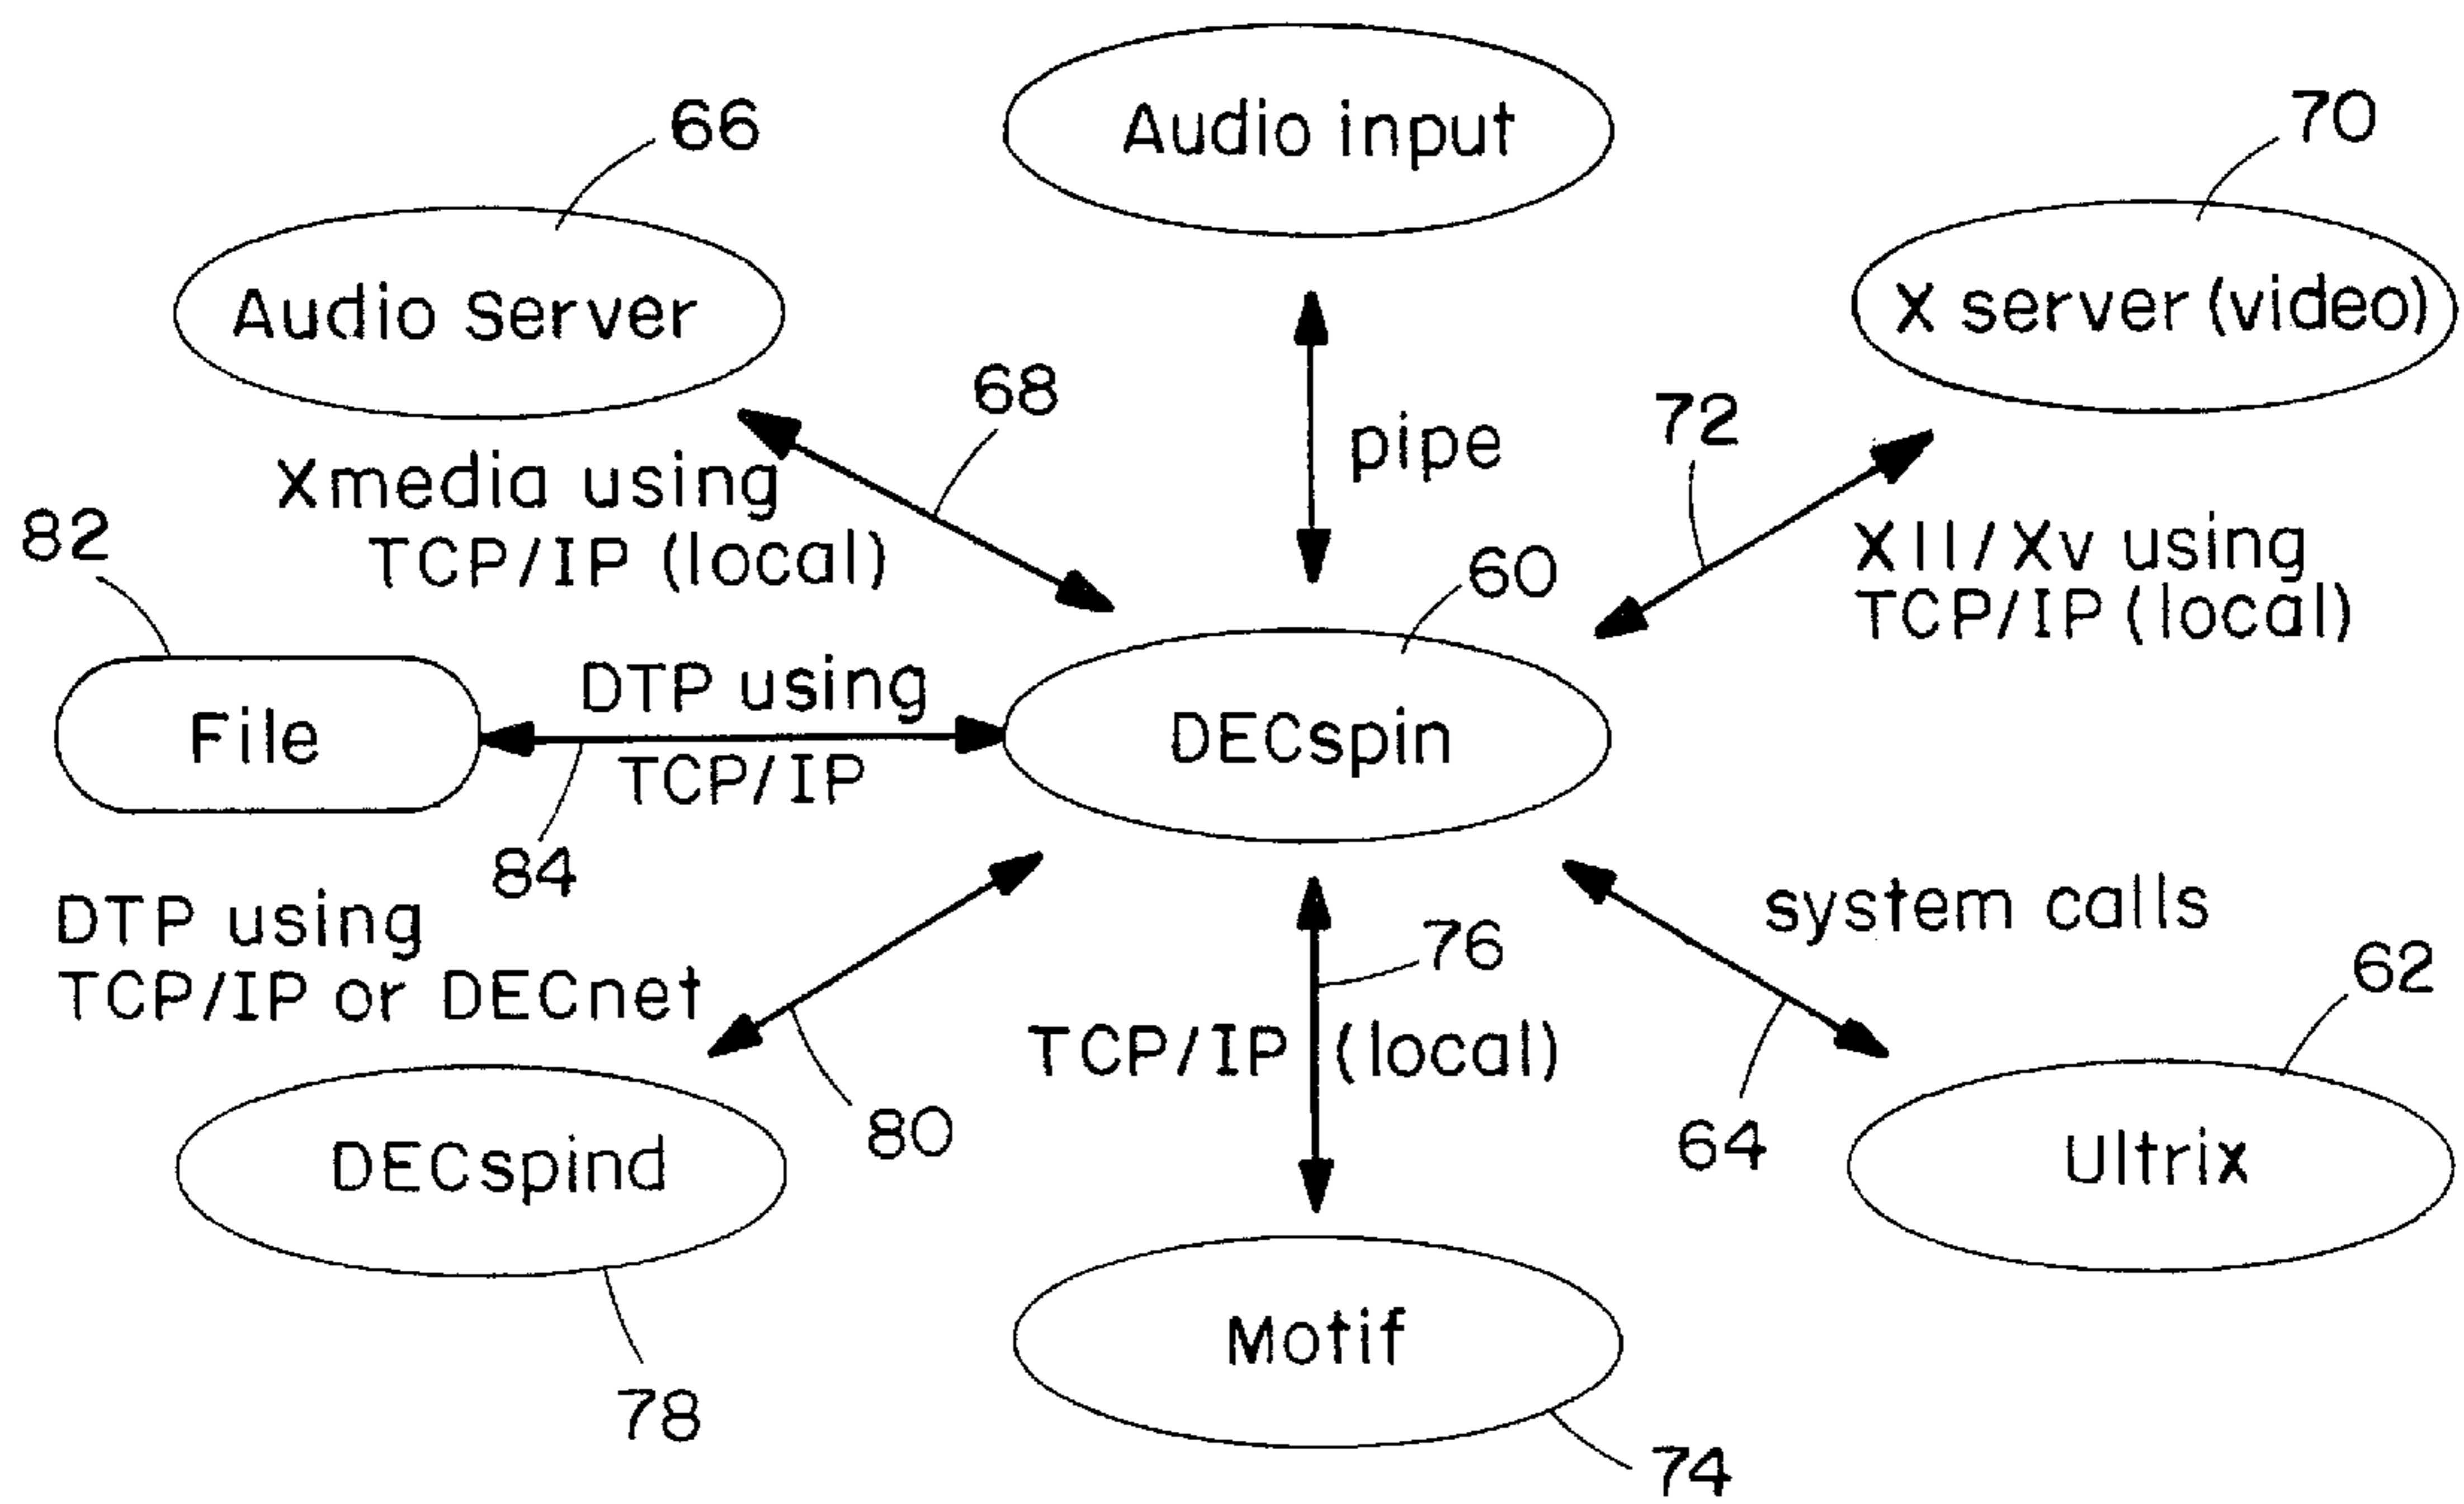 Audio input
66
70
Audio Server
X server (video)
68
72
pipe
Xmedia using
TCP/IP (local)
X11/Xv using
TCP/IP (local)
82
60
File
DTP using
TCP/IP
DECspin
84
DTP using
TCP/IP or DECnet
system calls
76
62
TCP/IP (local)
80
64
DECspind
Ultrix
Motif
78
74